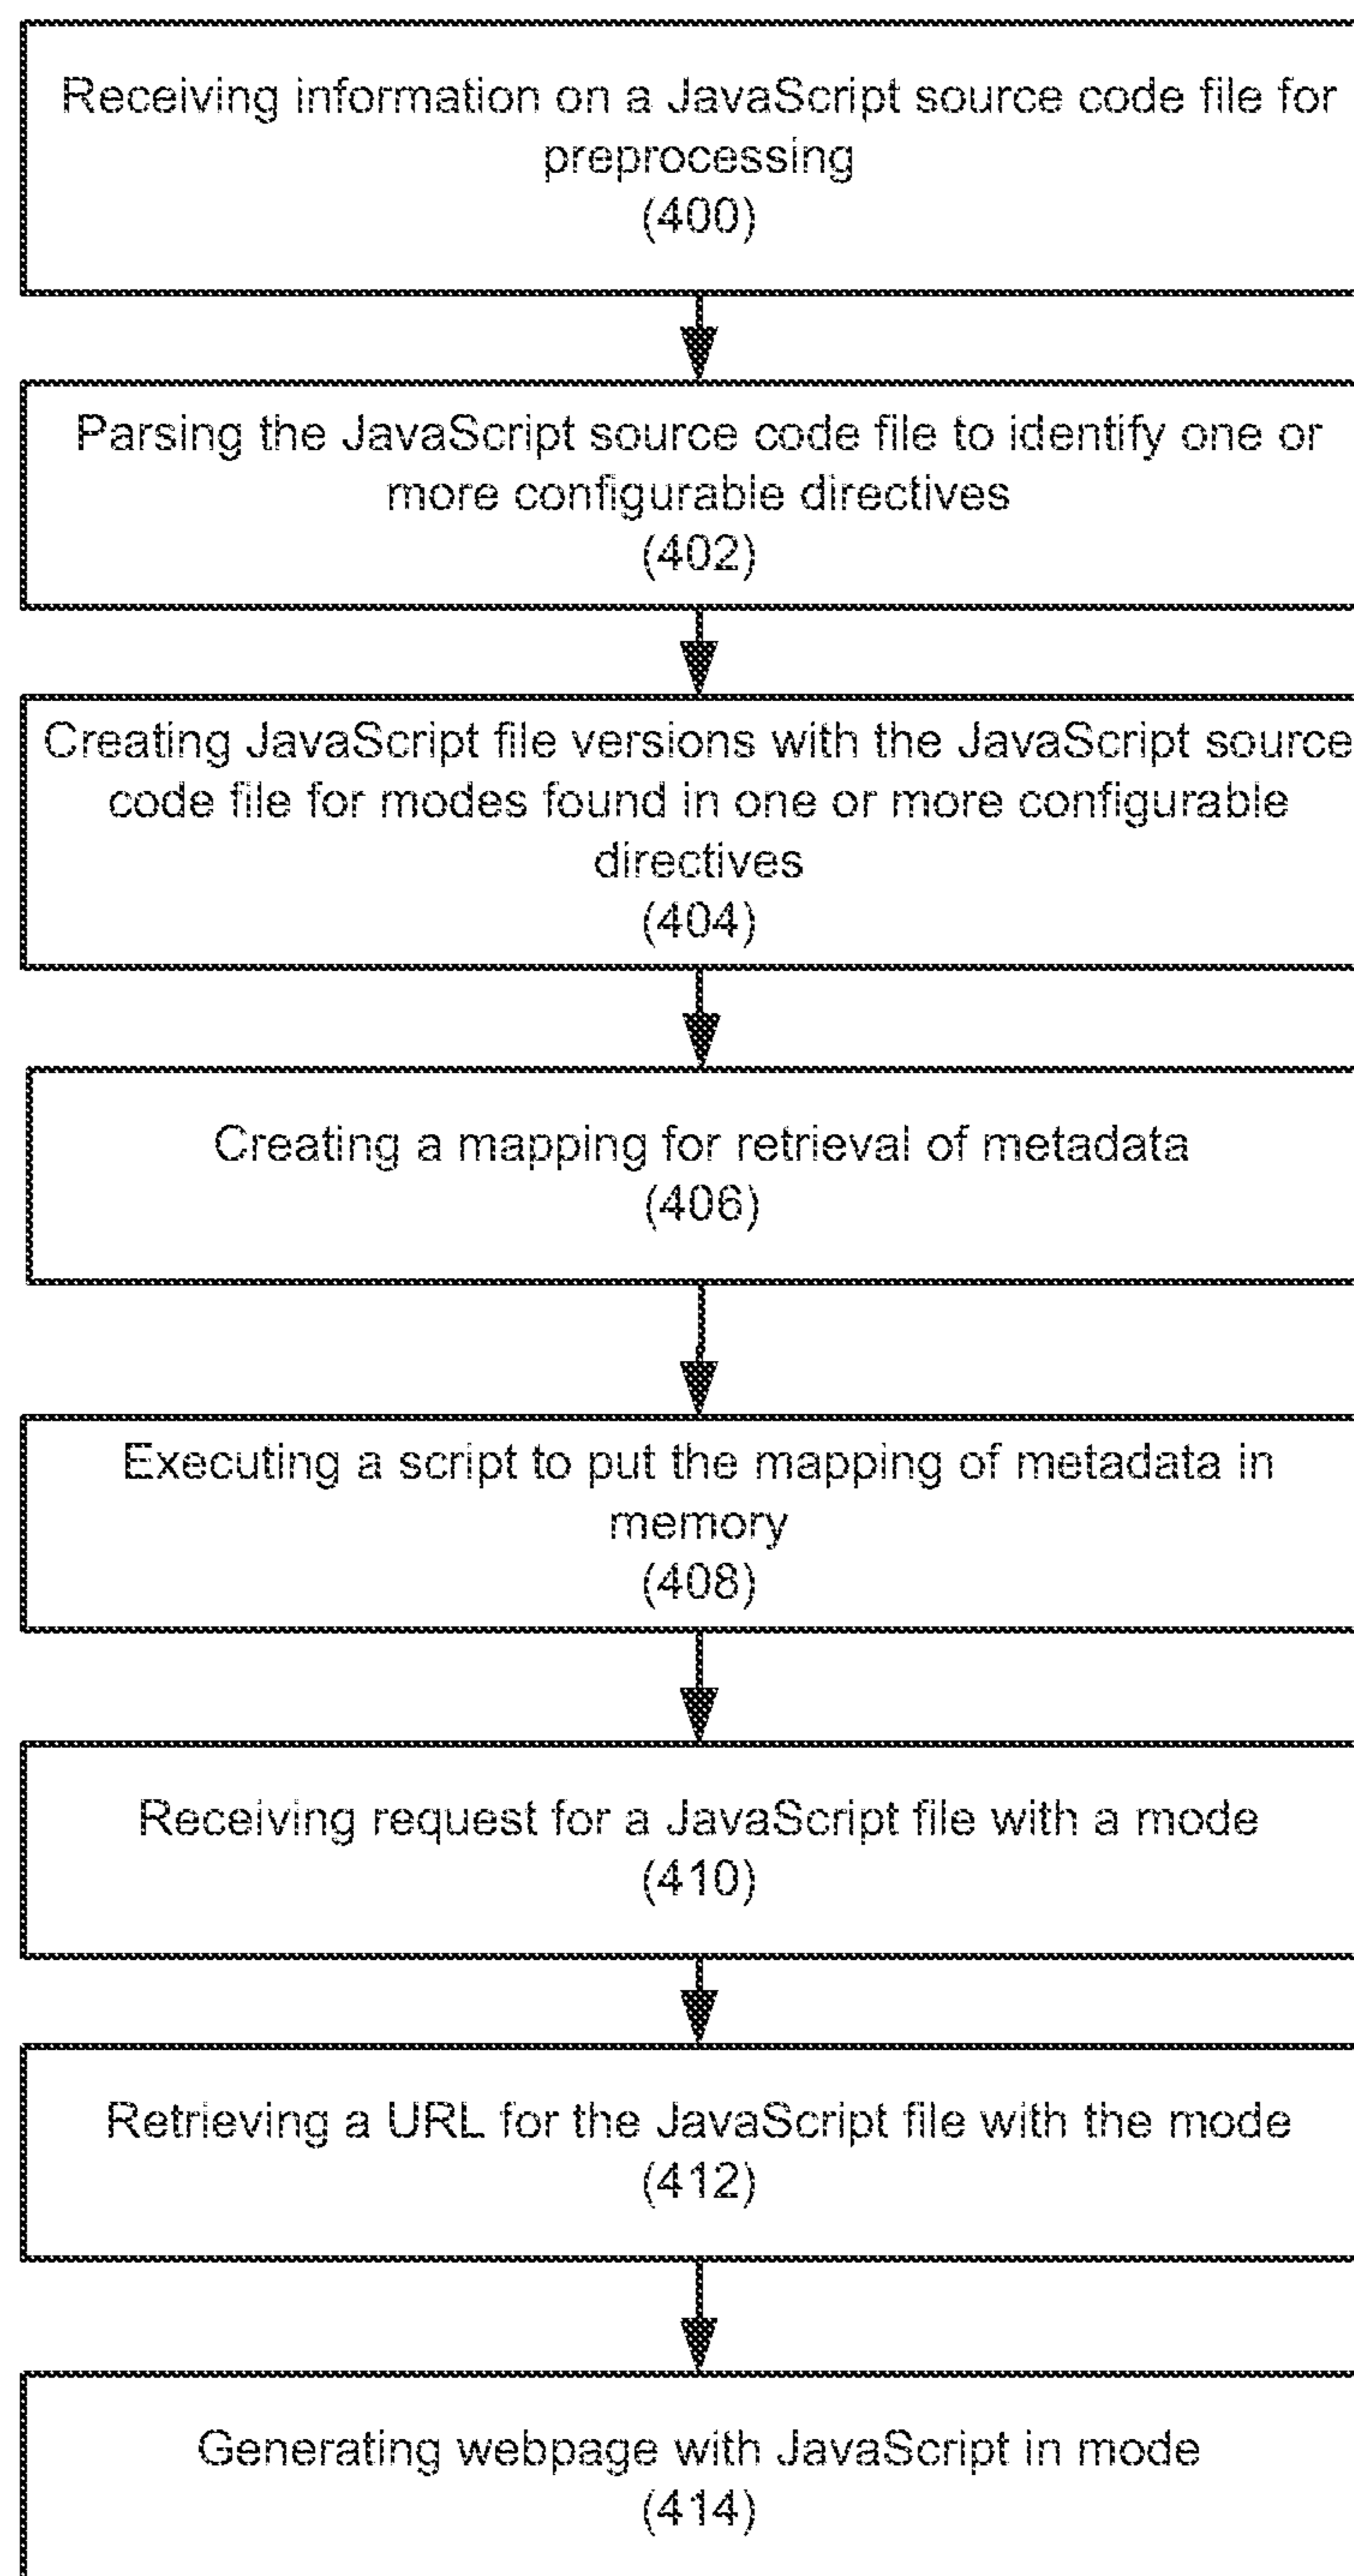 Receiving information on a JavaScript source code file for
preprocessing
(400)
Parsing the JavaScript source code file to identify one or
more configurable directives
(402)
Creating JavaScript file versions with the JavaScript source
code file for modes found in one or more configurable
directives
(404)
Creating a mapping for retrieval of metadata
(406)
Executing a script to put the mapping of metadata in
memory
(408)
Receiving request for a JavaScript file with a mode
(410)
Retrieving a URL for the JavaScript file with the mode
(412)
Generating webpage with JavaScript in mode
(414)